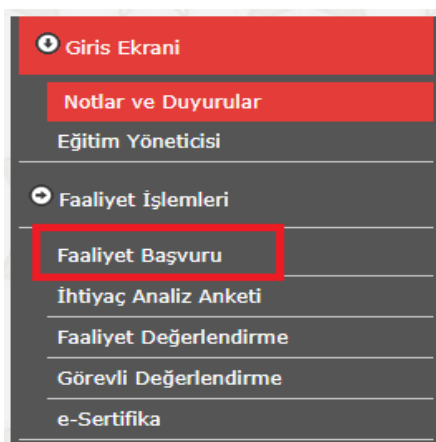 Giris Ekrani
Notlar ve Duyurular
Eğitim Yöneticisi
Faaliyet İşlemleri
Faaliyet Başvuru
İhtiyaç Analiz Anketi
Faaliyet Değerlendirme
Görevli Değerlendirme
e-Sertifika